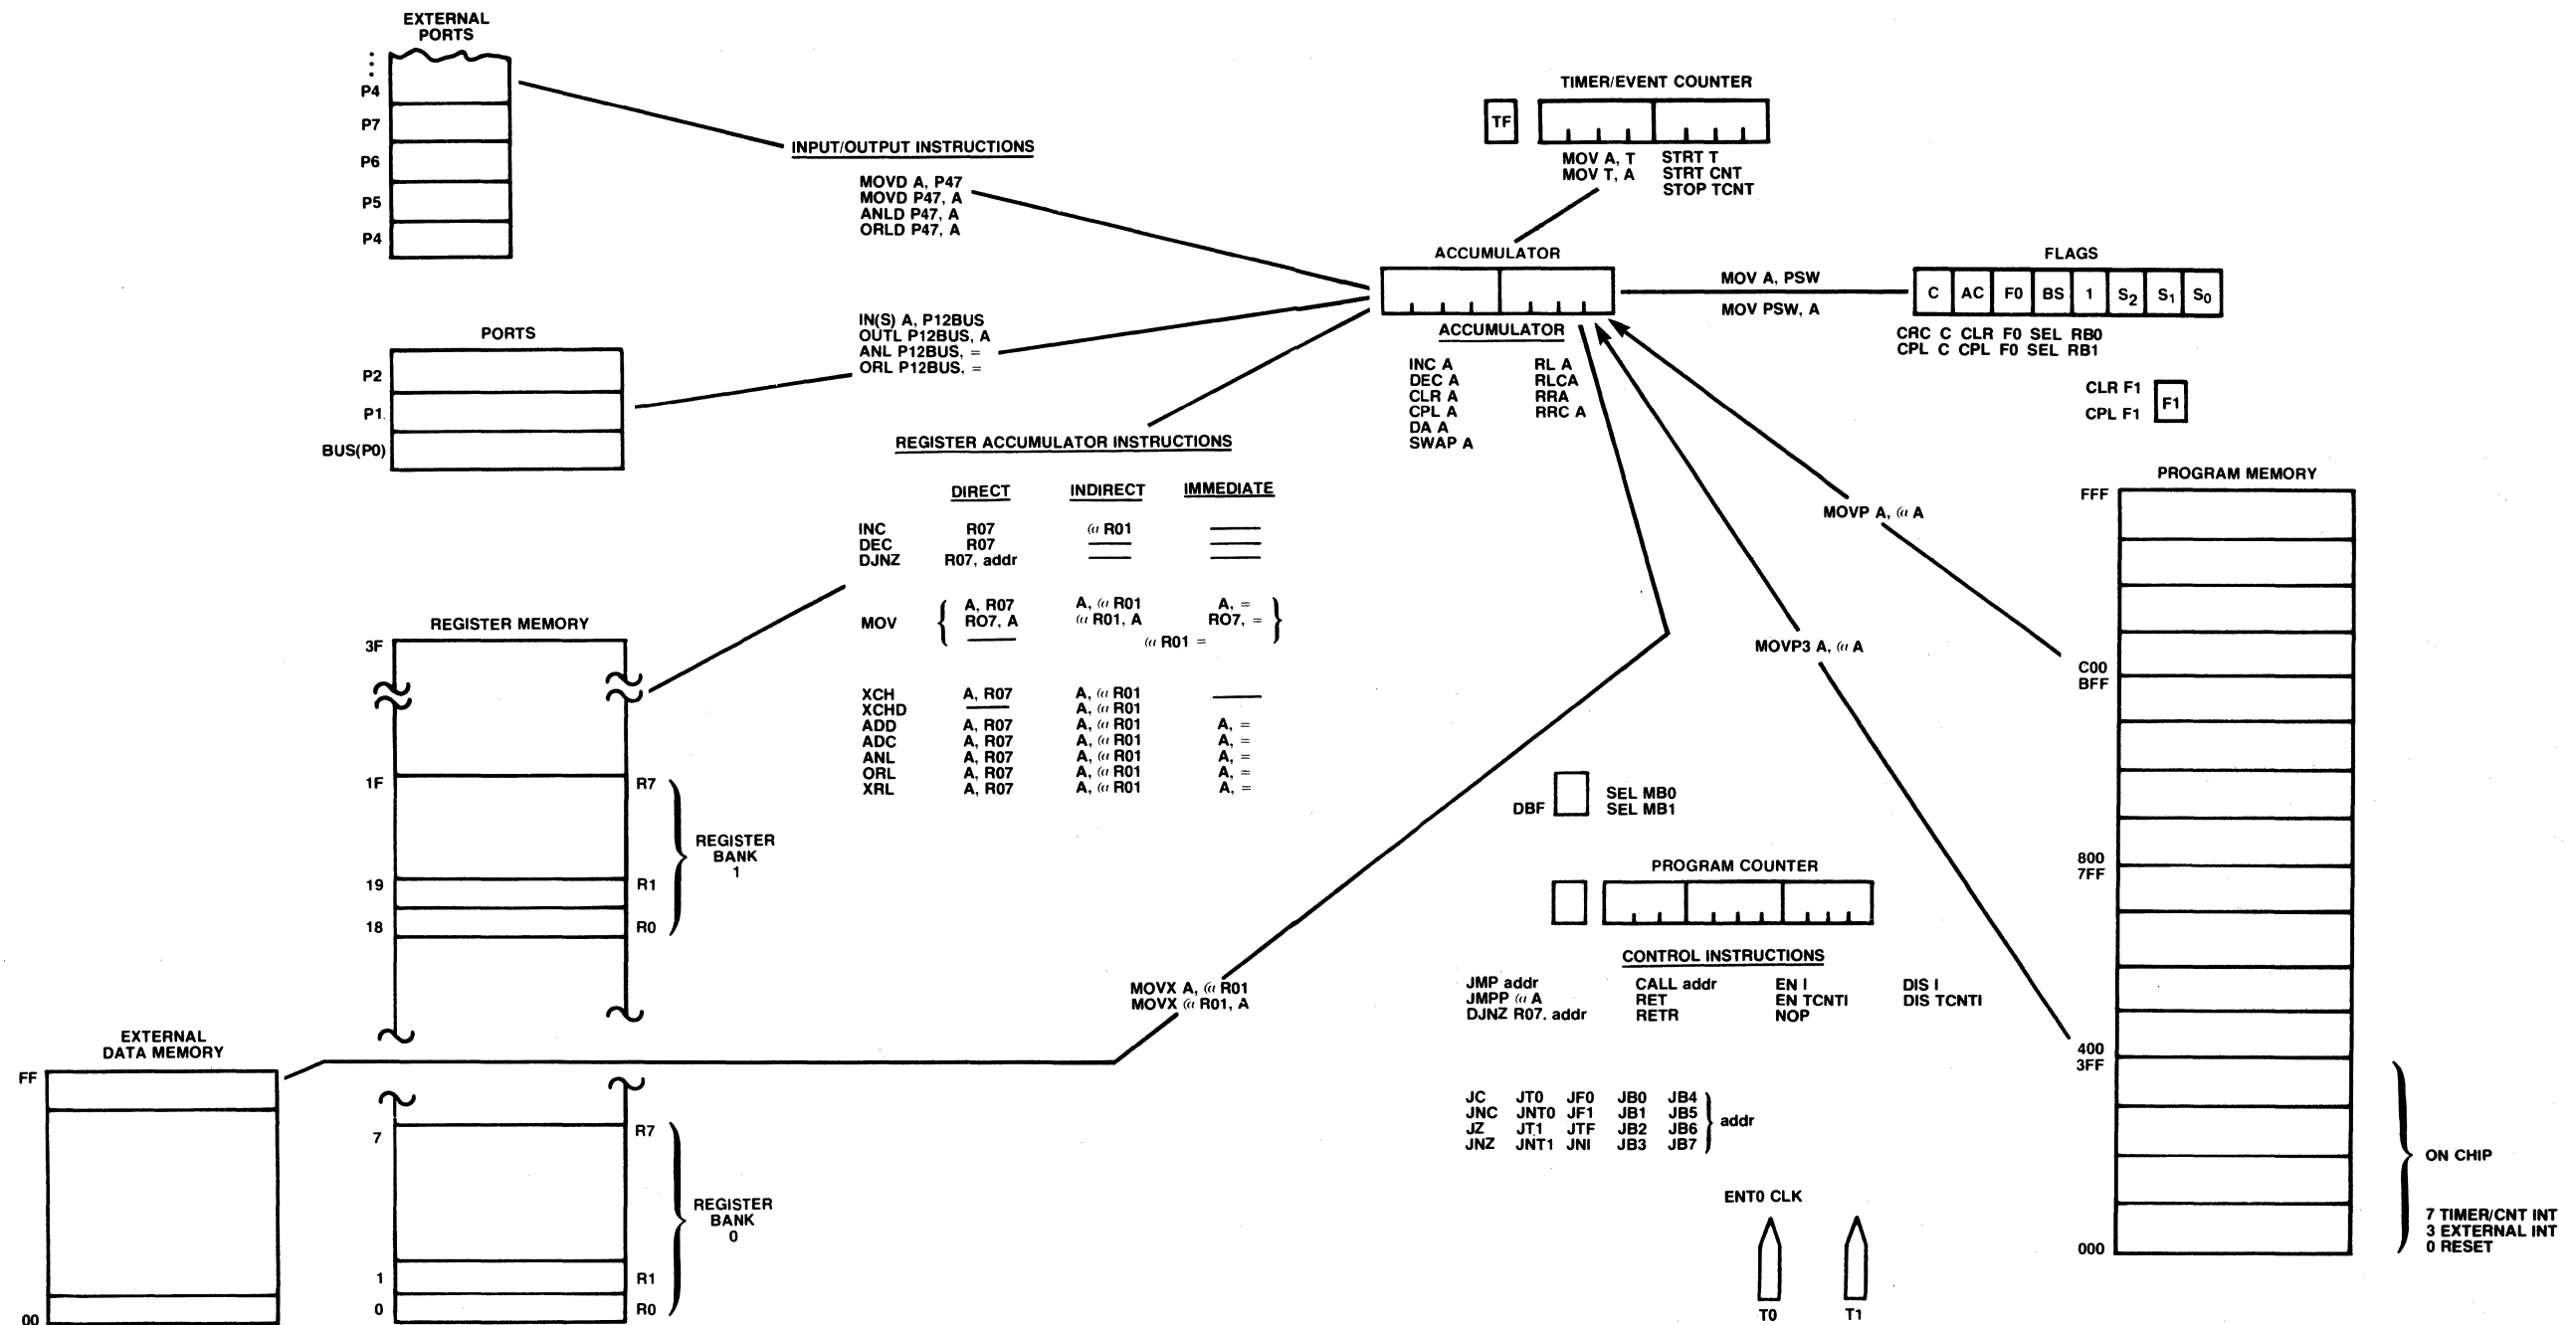 EXTERNAL
PORTS
P4
P7
P6
P5
P4
INPUT/OUTPUT INSTRUCTIONS
MOVD A, P47
MOVD P47, A
ANLD P47, A
ORLD P47, A
TIMER/EVENT COUNTER
TF
MOV A, T
MOV T, A
STRT T
STRT CNT
STOP TCNT
ACCUMULATOR
MOV A, PSW
MOV PSW, A
FLAGS
C AC F0 BS 1 S2 S1 S0
CRC C CLR F0 SEL RB0
CPL C CPL F0 SEL RB1
CLR F1
CPL F1
F1
PORTS
P2
P1
BUS(P0)
IN(S) A, P12BUS
OUTL P12BUS, A
ANL P12BUS, =
ORL P12BUS, =
ACCUMULATOR
INC A RL A
DEC A RLCA
CLR A RRA
CPL A RRC A
DA A
SWAP A
REGISTER ACCUMULATOR INSTRUCTIONS
DIRECT INDIRECT IMMEDIATE
INC R07 @ R01 ——
DEC R07 —— ——
DJNZ R07, addr —— ——
MOV
A, R07 A, @ R01 A, =
RO7, A @ R01, A RO7, =
—— @ R01 =
XCH A, R07 A, @ R01 ——
XCHD —— A, @ R01
ADD A, R07 A, @ R01 A, =
ADC A, R07 A, @ R01 A, =
ANL A, R07 A, @ R01 A, =
ORL A, R07 A, @ R01 A, =
XRL A, R07 A, @ R01 A, =
REGISTER MEMORY
3F
1F
19
18
R7
R1
R0
REGISTER
BANK
1
7
1
0
R7
R1
R0
REGISTER
BANK
0
EXTERNAL
DATA MEMORY
FF
00
MOVX A, @ R01
MOVX @ R01, A
MOVP A, @ A
MOVP3 A, @ A
DBF
SEL MB0
SEL MB1
PROGRAM COUNTER
CONTROL INSTRUCTIONS
JMP addr CALL addr EN I DIS I
JMPP @ A RET EN TCNTI DIS TCNTI
DJNZ R07. addr RETR NOP
JC JT0 JF0 JB0 JB4
JNC JNT0 JF1 JB1 JB5
JZ JT1 JTF JB2 JB6
JNZ JNT1 JNI JB3 JB7
addr
ENT0 CLK
T0
T1
PROGRAM MEMORY
FFF
C00
BFF
800
7FF
400
3FF
000
ON CHIP
7 TIMER/CNT INT
3 EXTERNAL INT
0 RESET